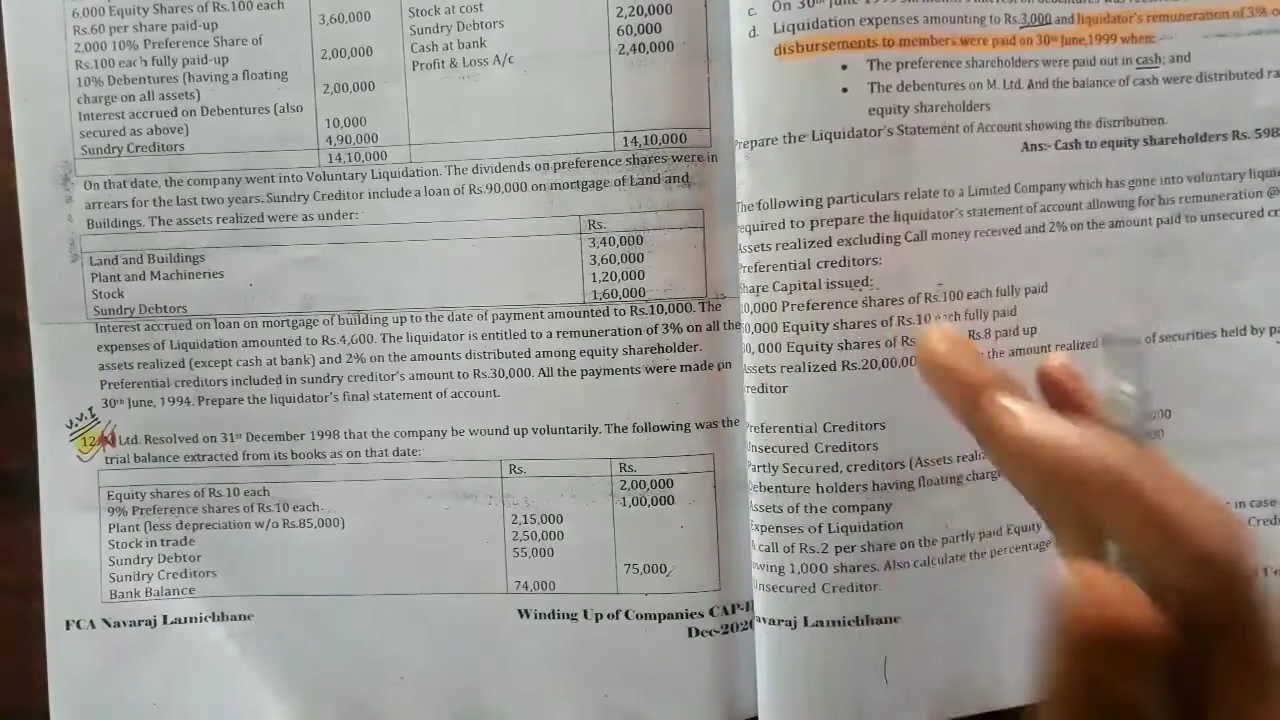 6,000 Equity Shares of Rs.100 each
Rs.60 per share paid-up 3,60,000
2,000 10% Preference Share of
Rs.100 each fully paid-up 2,00,000
10% Debentures (having a floating
charge on all assets) 2,00,000
Interest accrued on Debentures (also
secured as above) 10,000
Sundry Creditors 4,90,000
14,10,000
Stock at cost 2,20,000
Sundry Debtors 60,000
Cash at bank 2,40,000
Profit & Loss A/c
14,10,000
On that date, the company went into Voluntary Liquidation. The dividends on preference shares were in
arrears for the last two years. Sundry Creditor include a loan of Rs.90,000 on mortgage of Land and
Buildings. The assets realized were as under:
Rs.
Land and Buildings 3,40,000
Plant and Machineries 3,60,000
Stock 1,20,000
Sundry Debtors 1,60,000
Interest accrued on loan on mortgage of building up to the date of payment amounted to Rs.10,000. The
expenses of Liquidation amounted to Rs.4,600. The liquidator is entitled to a remuneration of 3% on all the
assets realized (except cash at bank) and 2% on the amounts distributed among equity shareholder.
Preferential creditors included in sundry creditor's amount to Rs.30,000. All the payments were made on
30th June, 1994. Prepare the liquidator's final statement of account.
V.V.I
12. Ltd. Resolved on 31st December 1998 that the company be wound up voluntarily. The following was the
trial balance extracted from its books as on that date:
Rs. Rs.
Equity shares of Rs.10 each 2,00,000
9% Preference shares of Rs.10 each 1,00,000
Plant (less depreciation w/o Rs.85,000) 2,15,000
Stock in trade 2,50,000
Sundry Debtor 55,000
Sundry Creditors 75,000
Bank Balance 74,000
FCA Navaraj Lamichhane
Winding Up of Companies
c. On 30th June
d. Liquidation expenses amounting to Rs.3,000 and liquidator's remuneration of 3%
disbursements to members were paid on 30th June,1999 when:
• The preference shareholders were paid out in cash; and
• The debentures on M. Ltd. And the balance of cash were distributed
equity shareholders
Prepare the Liquidator's Statement of Account showing the distribution.
Ans:- Cash to equity shareholders Rs. 598
The following particulars relate to a Limted Company which has gone into voluntary
required to prepare the liquidator's statement of account allowing for his remuneration @
Assets realized excluding Call money received and 2% on the amount paid to unsecured
Preferential creditors:
Share Capital issued:
0,000 Preference shares of Rs.100 each fully paid
0,000 Equity shares of Rs.10 each fully paid
0, 000 Equity shares of Rs Rs.8 paid up
Assets realized Rs.20,00,00 the amount realized of securities held by
creditor
Preferential Creditors
Unsecured Creditors
Partly Secured, creditors (Assets
Debenture holders having floating
Assets of the company
Expenses of Liquidation
A call of Rs.2 per share on the partly paid Equity in case
owing 1,000 shares. Also calculate the percentage
Unsecured Creditor.
Navaraj Lamichhane